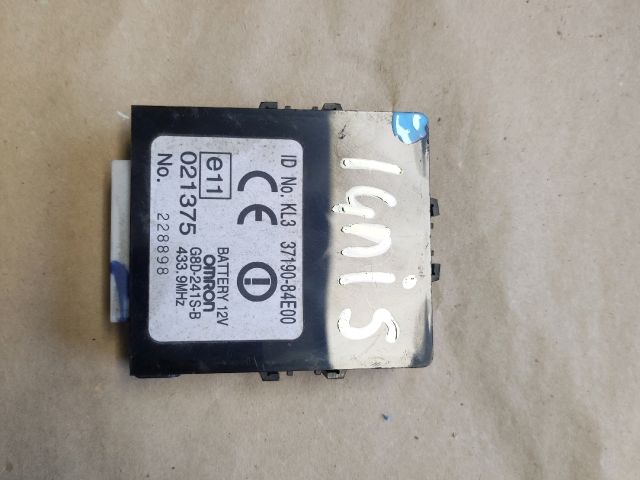 Ignis
ID No. KL3 37190-84E00
CE
BATTERY 12V
OMRON
G8D-241S-B
433.9MHz
e11
021375
No. 228898